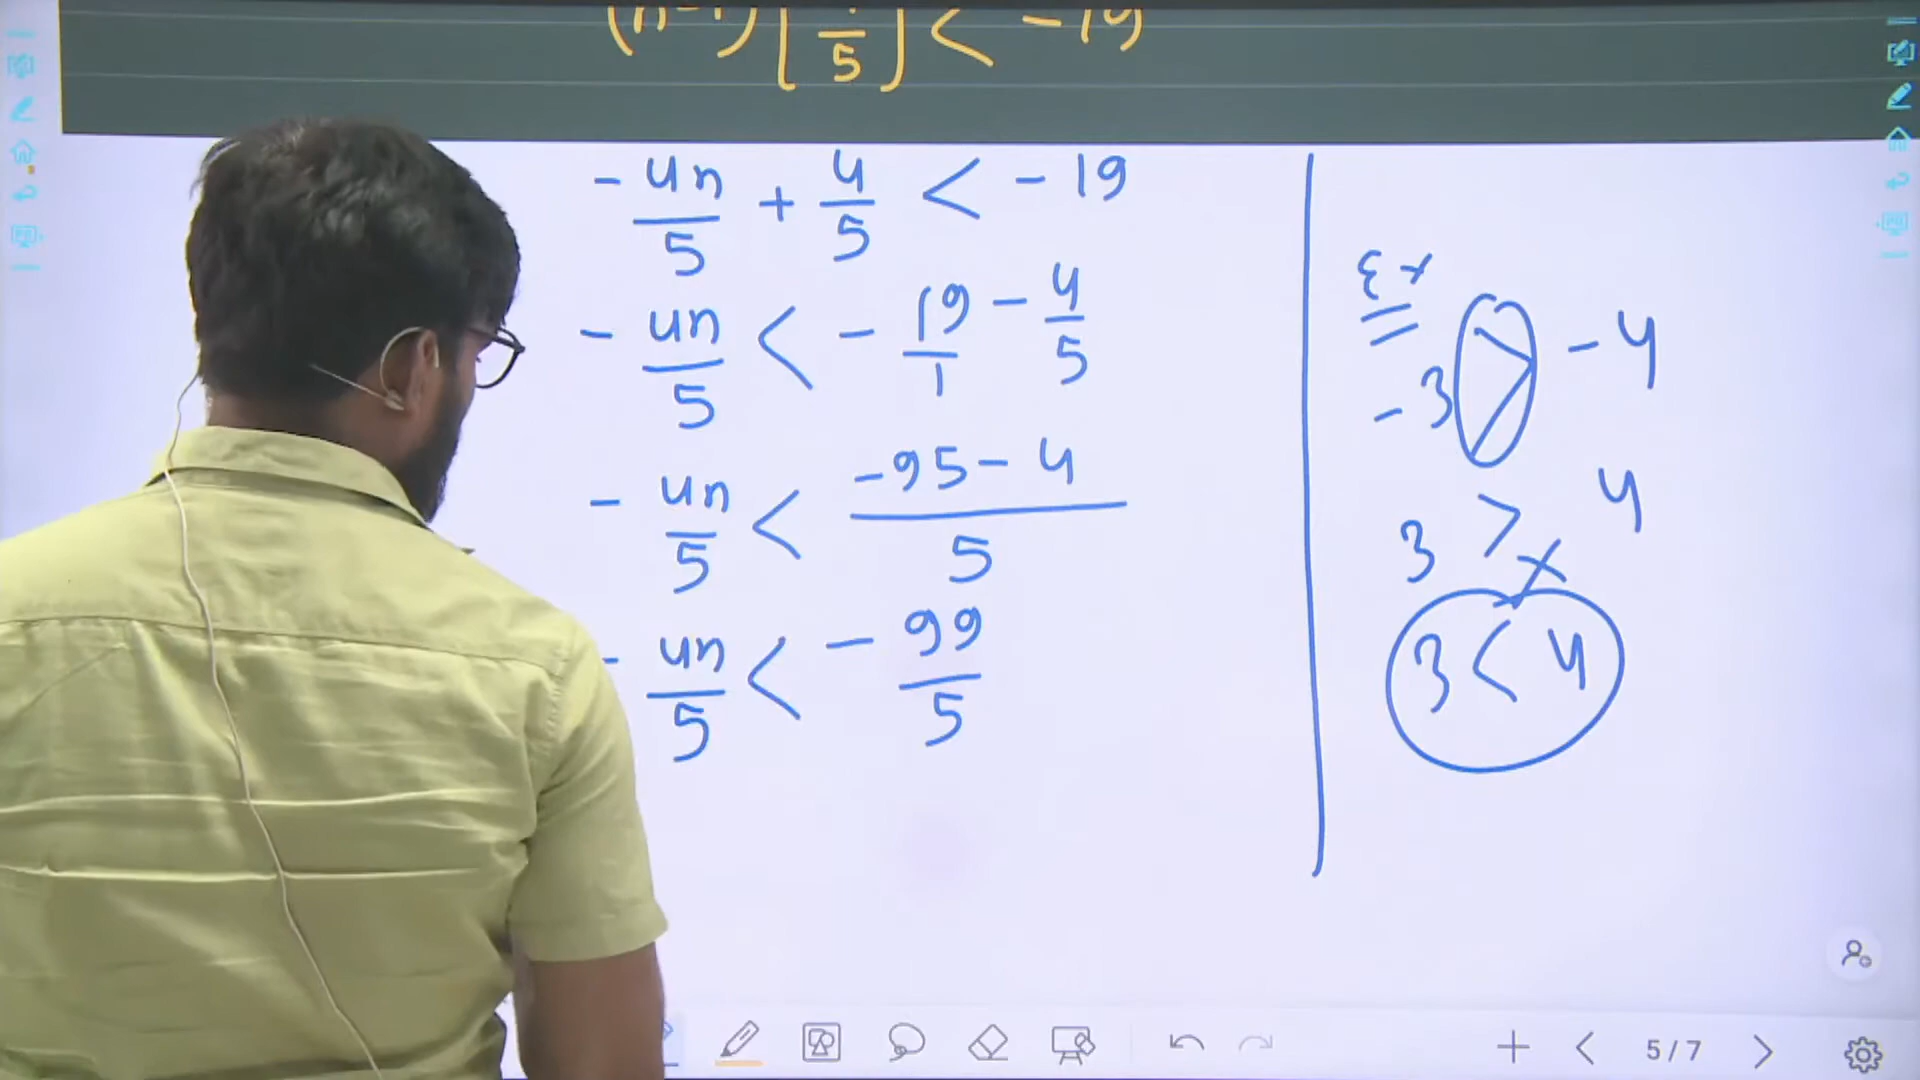 < -19
- 4n/5 + 4/5 < - 19
- 4n/5 < - 19/1 - 4/5
- 4n/5 < (-95 - 4)/5
- 4n/5 < - 99/5
Ex
-3 > -4
3 > 4 ×
3 < 4
5/7